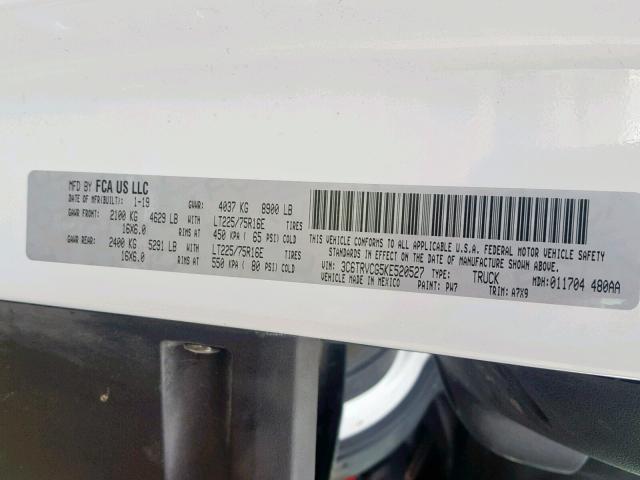 MFD BY FCA US LLC
DATE OF MFR(BUILT): 1-19 GVWR: 4037 KG 8900 LB
GAWR FRONT: 2100 KG 4629 LB LT225/75R16E TIRES
16X6.0 RIMS AT 450 KPA ( 65 PSI) COLD
GAWR REAR: 2400 KG 5291 LB LT225/75R16E TIRES
16X6.0 RIMS AT 550 KPA ( 80 PSI) COLD
THIS VEHICLE CONFORMS TO ALL APPLICABLE U.S.A. FEDERAL MOTOR VEHICLE SAFETY
STANDARDS IN EFFECT ON THE DATE OF MANUFACTURE SHOWN ABOVE.
VIN: 3C6TRVCG5KE520527 TYPE: TRUCK MDH: 011704 480AA
VEHICLE MADE IN MEXICO PAINT: PW7 TRIM: A7X9